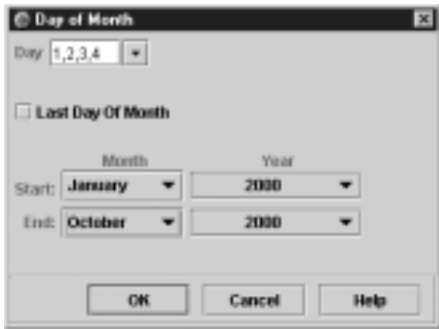 Day of Month
Day 1,2,3,4
Last Day Of Month
Month Year
Start: January 2000
End: October 2000
OK Cancel Help